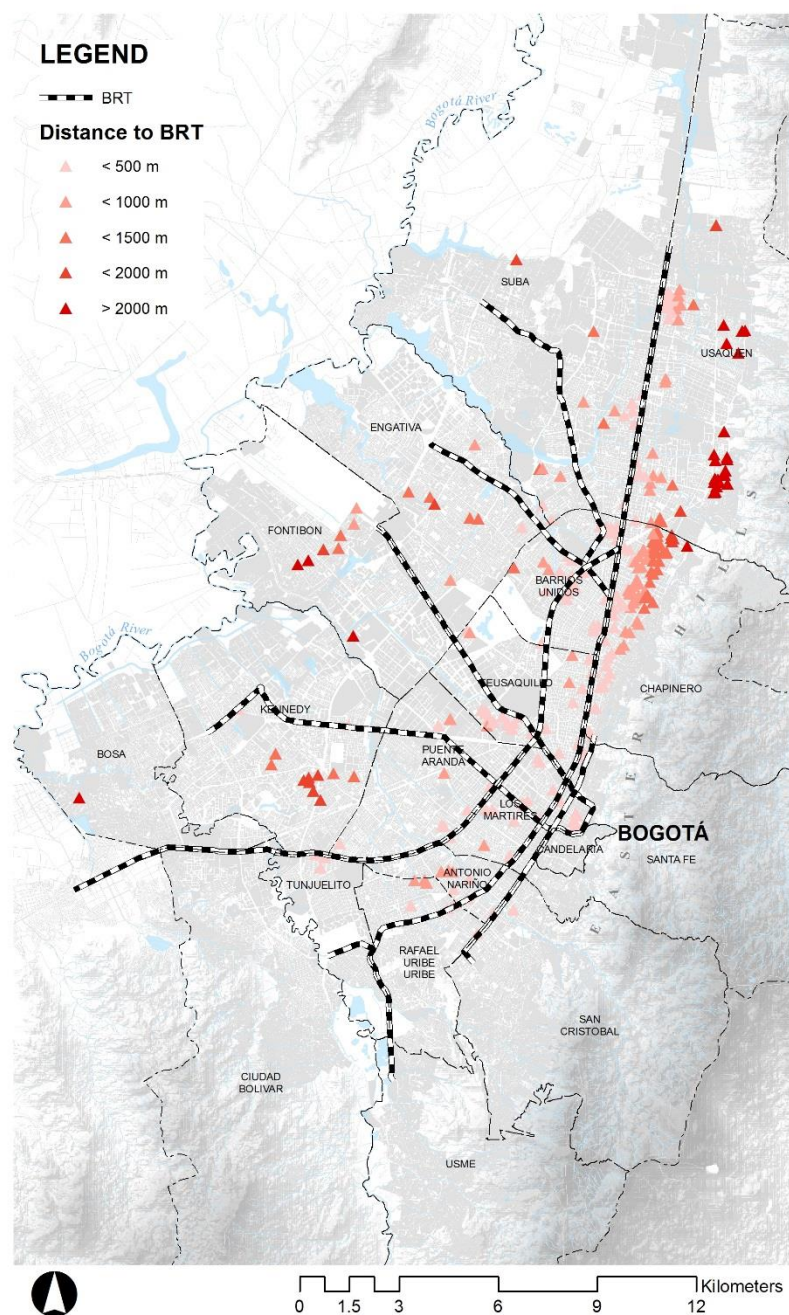 LEGEND
BRT
Distance to BRT
< 500 m
< 1000 m
< 1500 m
< 2000 m
> 2000 m
Bogotá River
SUBA
USAQUEN
ENGATIVA
FONTIBON
BARRIOS
UNIDOS
Bogotá River
TEUSAQUILLO
CHAPINERO
KENNEDY
BOSA
PUENTE
ARANDA
LOS
MARTIRES
BOGOTÁ
CANDELARIA
SANTA FE
EASTERN HILLS
ANTONIO
NARIÑO
TUNJUELITO
RAFAEL
URIBE
URIBE
SAN
CRISTOBAL
CIUDAD
BOLIVAR
USME
Kilometers
0 1.5 3 6 9 12